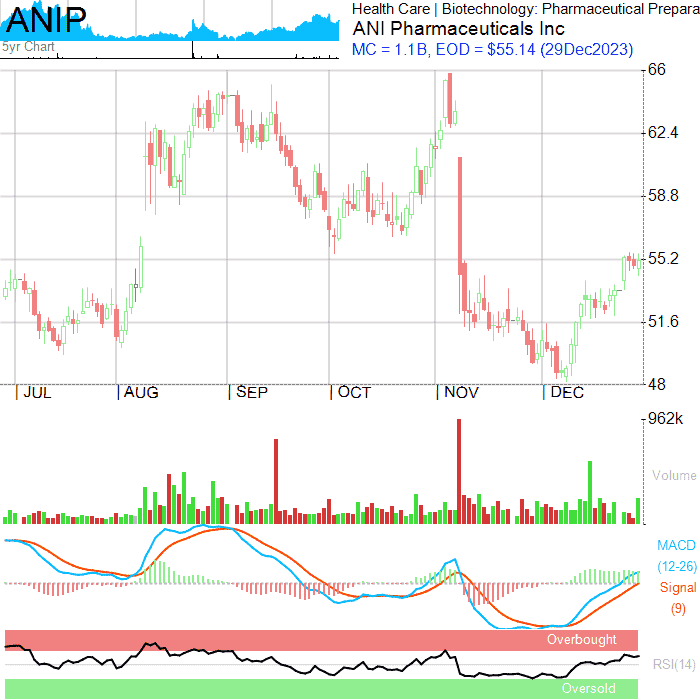 ANIP
5yr Chart
Health Care | Biotechnology: Pharmaceutical Prepara
ANI Pharmaceuticals Inc
MC = 1.1B, EOD = $55.14 (29Dec2023)
66
62.4
58.8
55.2
51.6
48
JUL AUG SEP OCT NOV DEC
962k
Volume
MACD
(12-26)
Signal
(9)
Overbought
RSI(14)
Oversold